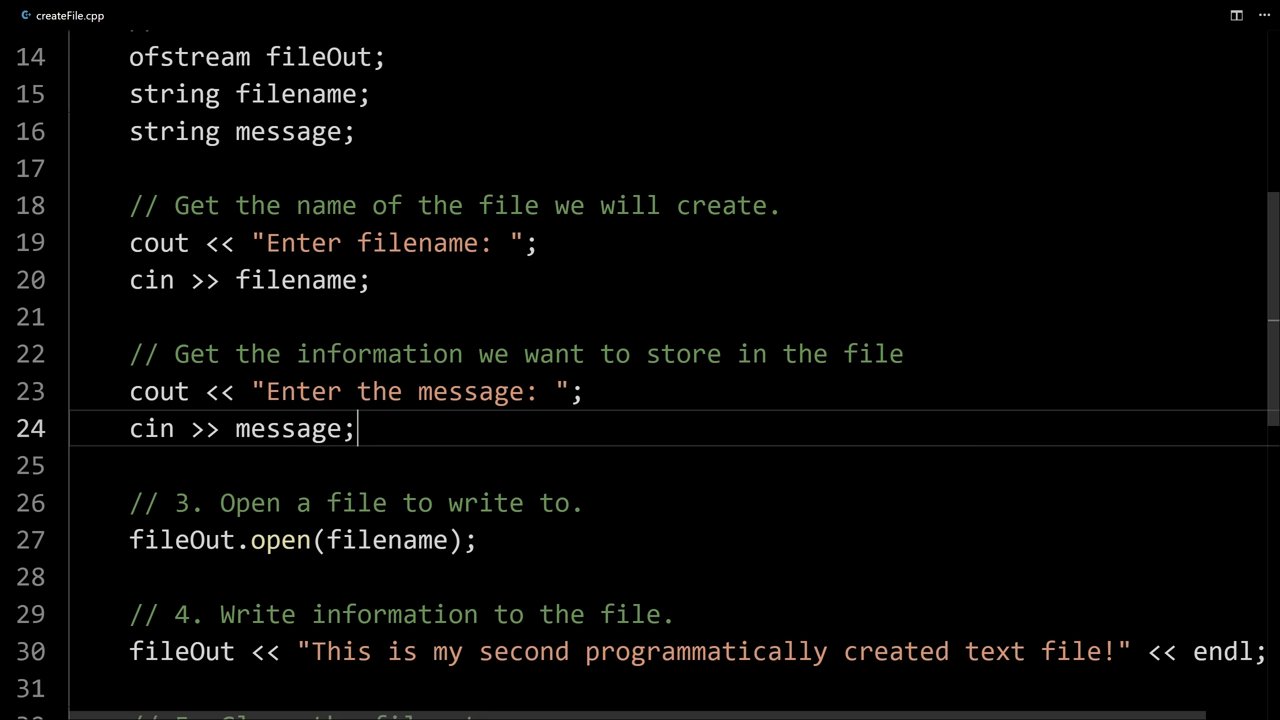 createFile.cpp
14 ofstream fileOut;
15 string filename;
16 string message;
17
18 // Get the name of the file we will create.
19 cout << "Enter filename: ";
20 cin >> filename;
21
22 // Get the information we want to store in the file
23 cout << "Enter the message: ";
24 cin >> message;
25
26 // 3. Open a file to write to.
27 fileOut.open(filename);
28
29 // 4. Write information to the file.
30 fileOut << "This is my second programmatically created text file!" << endl;
31